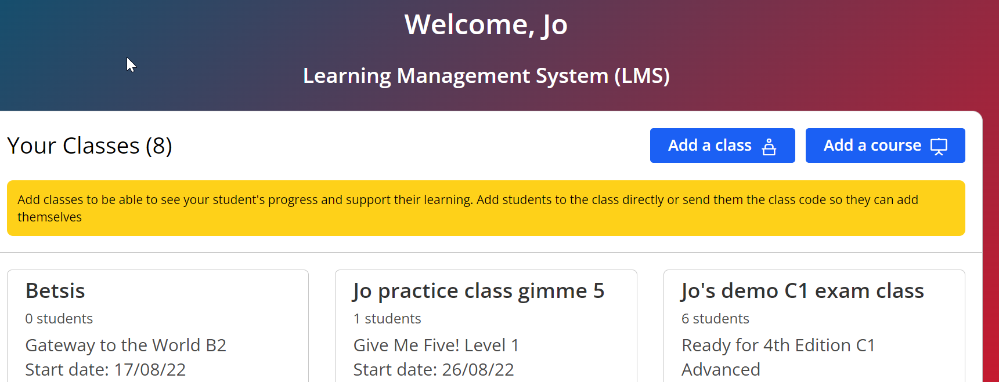 Welcome, Jo
Learning Management System (LMS)
Your Classes (8)
Add a class
Add a course
Add classes to be able to see your student's progress and support their learning. Add students to the class directly or send them the class code so they can add
themselves
Betsis
0 students
Gateway to the World B2
Start date: 17/08/22
Jo practice class gimme 5
1 students
Give Me Five! Level 1
Start date: 26/08/22
Jo's demo C1 exam class
6 students
Ready for 4th Edition C1
Advanced